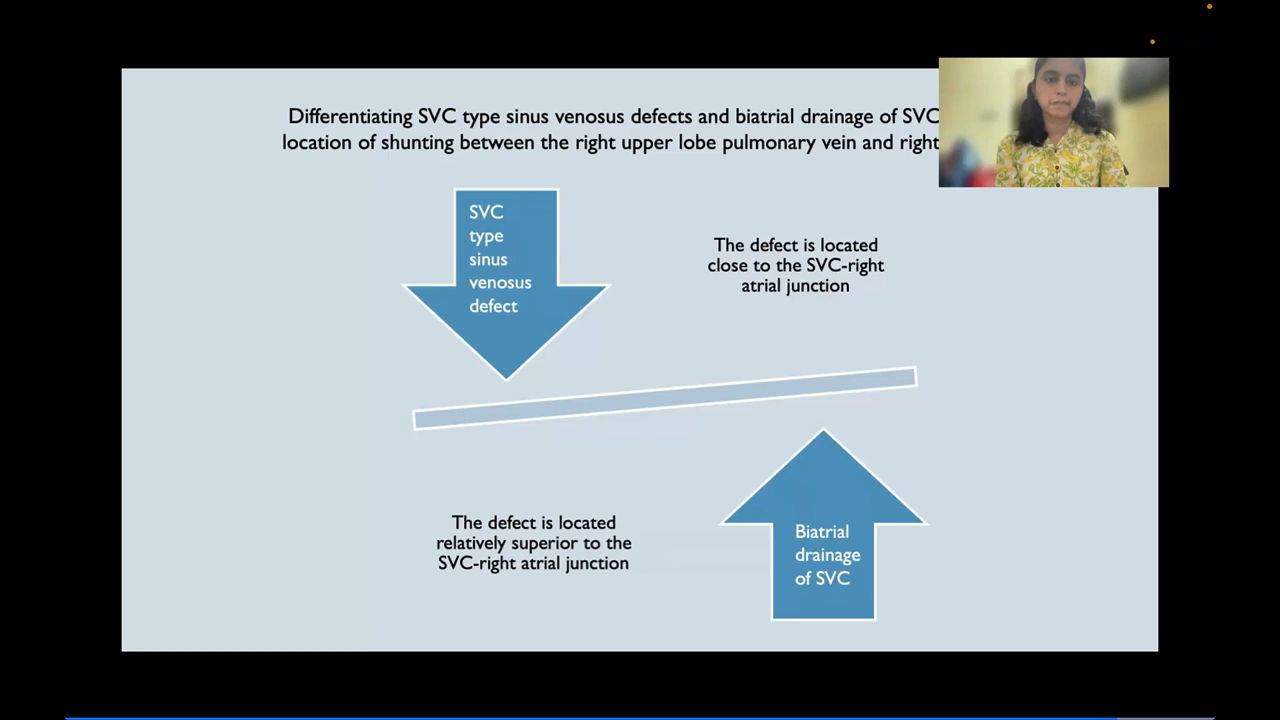 Differentiating SVC type sinus venosus defects and biatrial drainage of SVC
location of shunting between the right upper lobe pulmonary vein and right
SVC
type
sinus
venosus
defect
The defect is located
close to the SVC-right
atrial junction
The defect is located
relatively superior to the
SVC-right atrial junction
Biatrial
drainage
of SVC